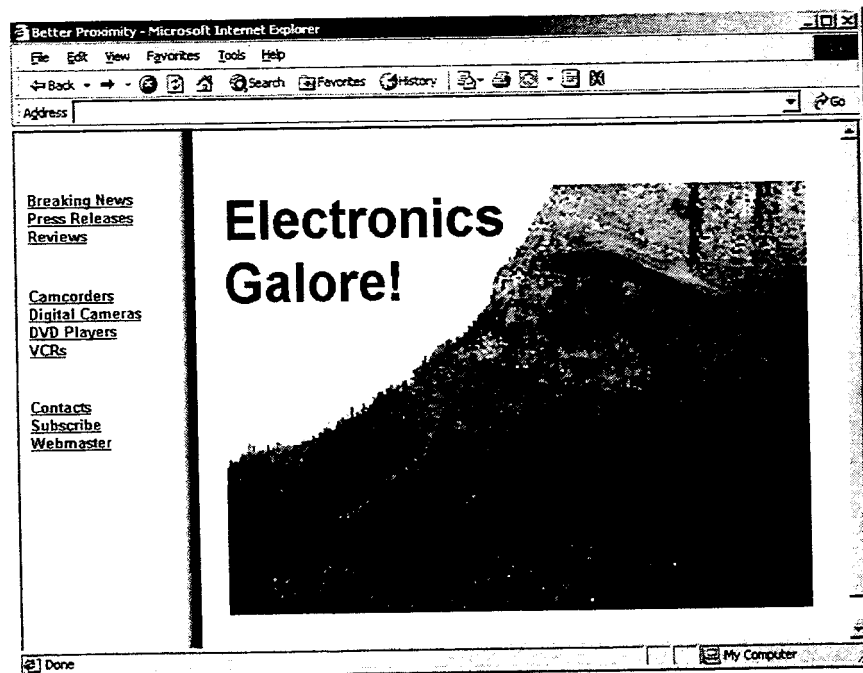 Better Proximity - Microsoft Internet Explorer
File Edit View Favorites Tools Help
Back Search Favorites History
Address Go
Breaking News
Press Releases
Reviews
Electronics
Galore!
Camcorders
Digital Cameras
DVD Players
VCRs
Contacts
Subscribe
Webmaster
Done My Computer